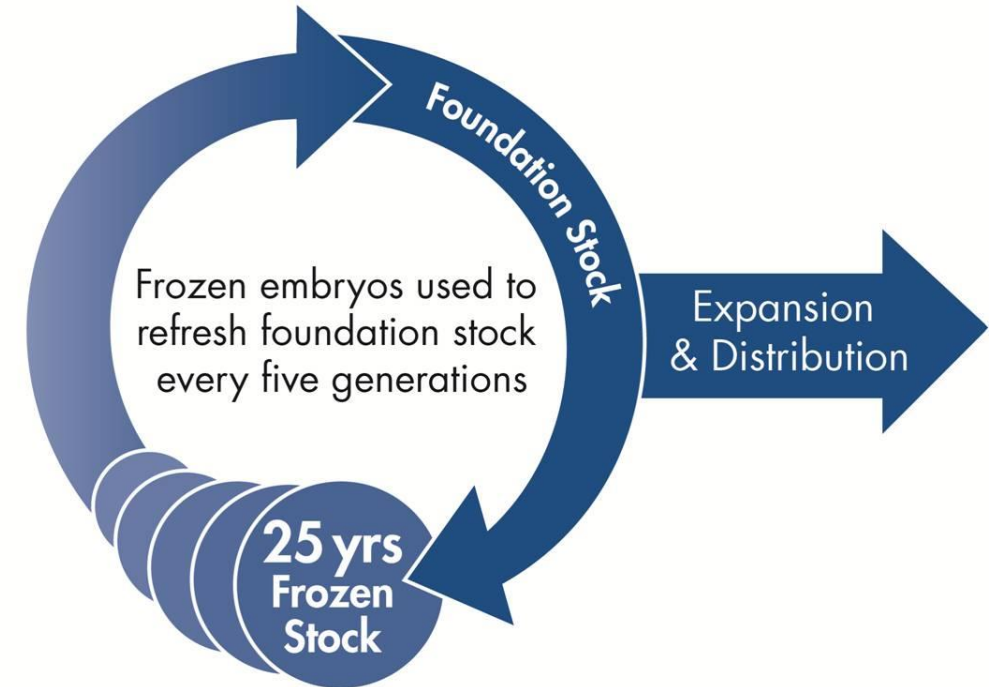 Foundation Stock
Frozen embryos used to
refresh foundation stock
every five generations
Expansion
& Distribution
25 yrs
Frozen
Stock